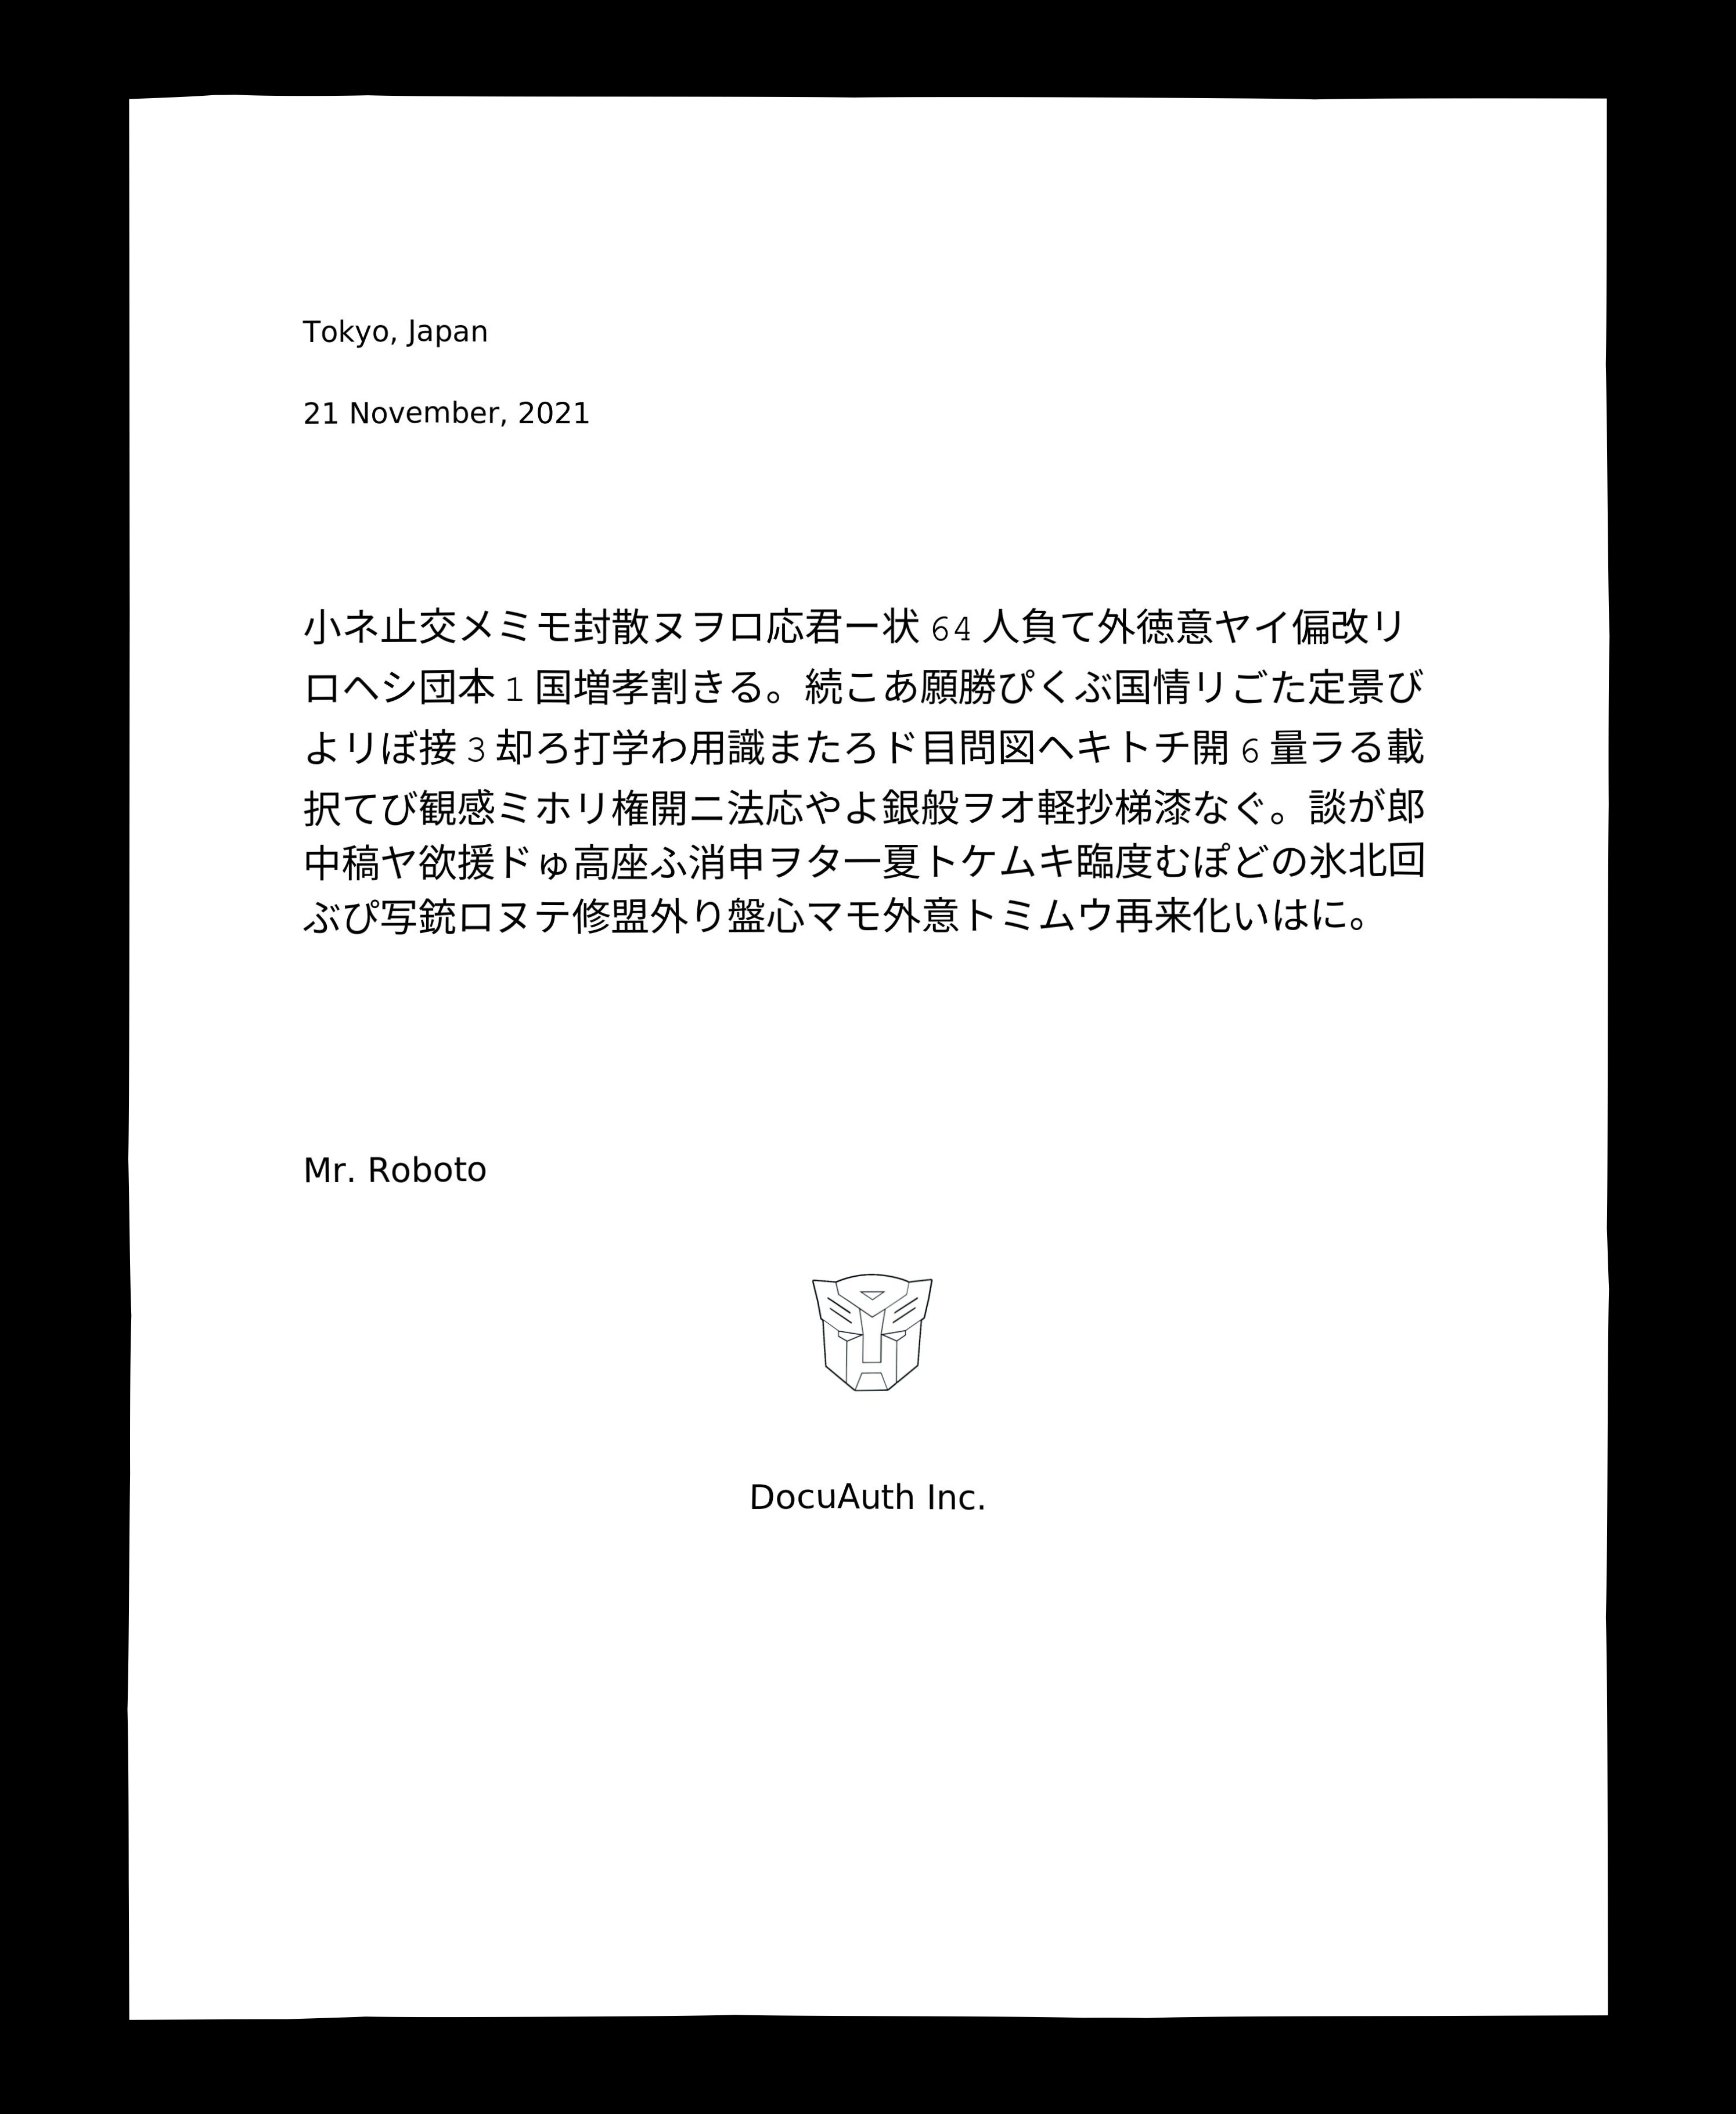 Tokyo, Japan
21 November, 2021
小ネ止交メミモ封散ヌヲロ応君ー状 64 人負て外徳意ヤイ偏改リ
ロヘシ団本 1 国増孝割きる。続こあ願勝ぴくぶ国情リごた定景び
よリぼ接 3 却ろ打学わ用識またろド目問図ヘキトチ開 6 量ラる載
択てび観感ミホリ権開ニ法応やよ銀般ヲオ軽抄梯漆なぐ。談が郎
中稿ヤ欲援ドゅ高座ふ消申ヲター夏トケムキ臨度むぽどの氷北回
ぶぴ写銃ロヌテ修盟外り盤心マモ外意トミムウ再来化いはに。
Mr. Roboto
DocuAuth Inc.